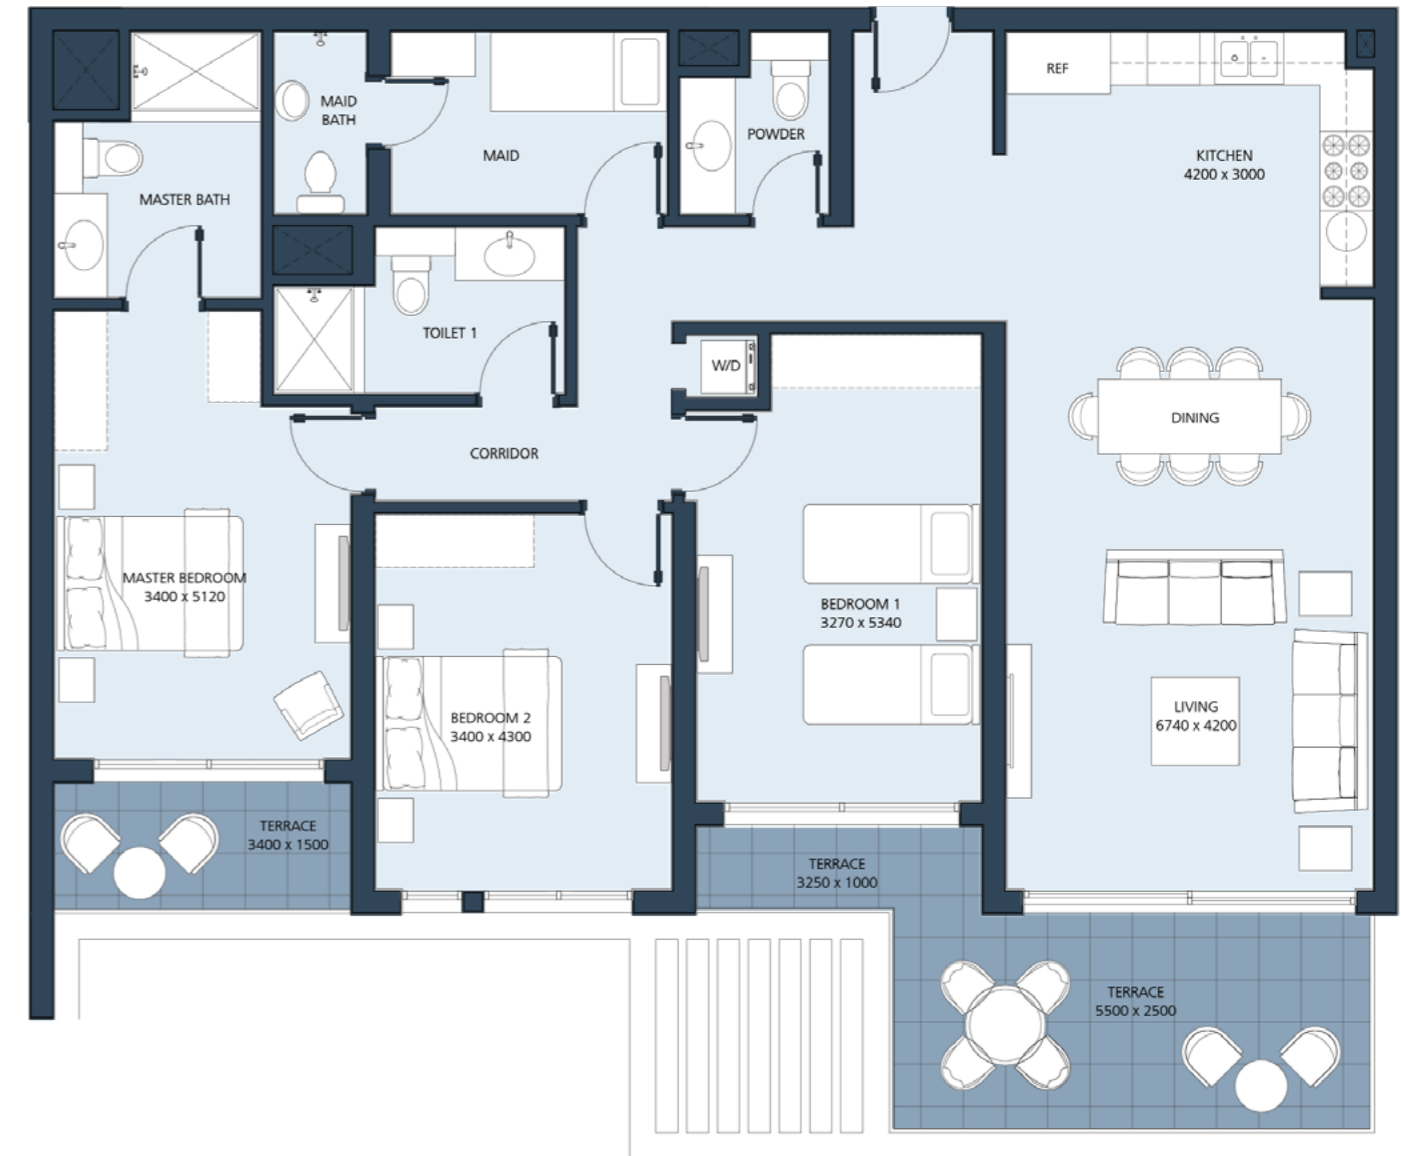 REF
MAID
BATH
POWDER
MAID
KITCHEN
4200 x 3000
MASTER BATH
TOILET 1
W/D
DINING
CORRIDOR
MASTER BEDROOM
3400 x 5120
BEDROOM 1
3270 x 5340
LIVING
6740 x 4200
BEDROOM 2
3400 x 4300
TERRACE
3400 x 1500
TERRACE
3250 x 1000
TERRACE
5500 x 2500